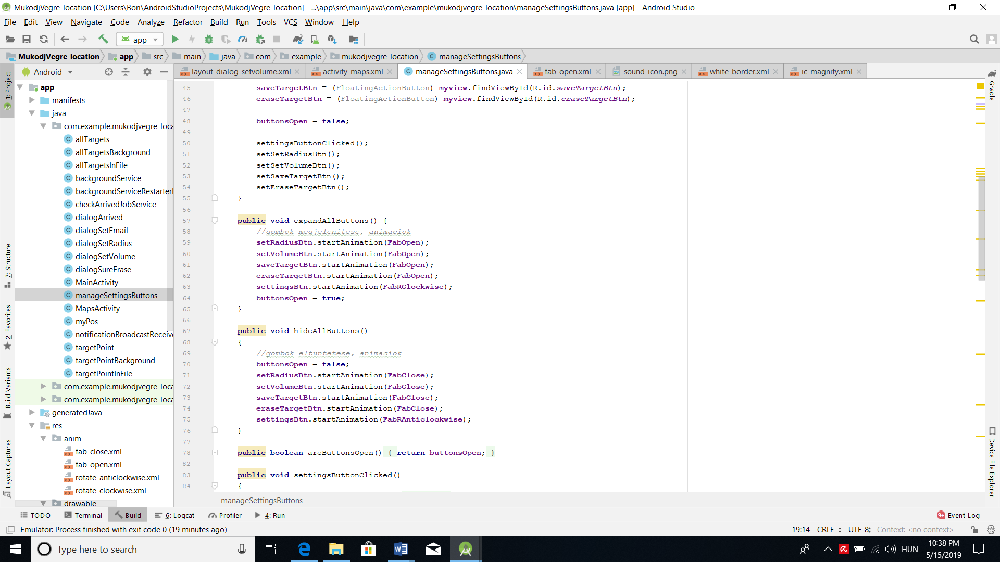 MukodjVegre_location [C:\Users\Bori\AndroidStudioProjects\MukodjVegre_location] - ...\app\src\main\java\com\example\mukodjvegre_location\manageSettingsButtons.java [app] - Android Studio
File Edit View Navigate Code Analyze Refactor Build Run Tools VCS Window Help
app
MukodjVegre_location app src main java com example mukodjvegre_location manageSettingsButtons
Android
layout_dialog_setvolume.xml activity_maps.xml manageSettingsButtons.java fab_open.xml sound_icon.png white_border.xml ic_magnify.xml
1: Project
7: Structure
2: Favorites
Build Variants
Layout Captures
app
manifests
java
com.example.mukodjvegre_loca
allTargets
allTargetsBackground
allTargetsInFile
backgroundService
backgroundServiceRestarter
checkArrivedJobService
dialogArrived
dialogSetEmail
dialogSetRadius
dialogSetVolume
dialogSureErase
MainActivity
manageSettingsButtons
MapsActivity
myPos
notificationBroadcastReceive
targetPoint
targetPointBackground
targetPointInFile
com.example.mukodjvegre_loca
com.example.mukodjvegre_loca
generatedJava
res
anim
fab_close.xml
fab_open.xml
rotate_anticlockwise.xml
rotate_clockwise.xml
drawable
45 saveTargetBtn = (FloatingActionButton) myview.findViewById(R.id.saveTargetBtn);
46 eraseTargetBtn = (FloatingActionButton) myview.findViewById(R.id.eraseTargetBtn);
47
48 buttonsOpen = false;
49
50 settingsButtonClicked();
51 setSetRadiusBtn();
52 setSetVolumeBtn();
53 setSaveTargetBtn();
54 setEraseTargetBtn();
55 }
56
57 public void expandAllButtons() {
58 //gombok megjelenitese, animaciok
59 setRadiusBtn.startAnimation(FabOpen);
60 setVolumeBtn.startAnimation(FabOpen);
61 saveTargetBtn.startAnimation(FabOpen);
62 eraseTargetBtn.startAnimation(FabOpen);
63 settingsBtn.startAnimation(FabRClockwise);
64 buttonsOpen = true;
65 }
66
67 public void hideAllButtons()
68 {
69 //gombok eltuntetese, animaciok
70 buttonsOpen = false;
71 setRadiusBtn.startAnimation(FabClose);
72 setVolumeBtn.startAnimation(FabClose);
73 saveTargetBtn.startAnimation(FabClose);
74 eraseTargetBtn.startAnimation(FabClose);
75 settingsBtn.startAnimation(FabRAnticlockwise);
76 }
77
78 public boolean areButtonsOpen() { return buttonsOpen; }
82
83 public void settingsButtonClicked()
84 {
manageSettingsButtons
Gradle
Device File Explorer
TODO Terminal Build 6: Logcat Profiler 4: Run 9+ Event Log
Emulator: Process finished with exit code 0 (19 minutes ago) 19:14 CRLF UTF-8 Context: <no context>
Type here to search
HUN
10:38 PM
5/15/2019